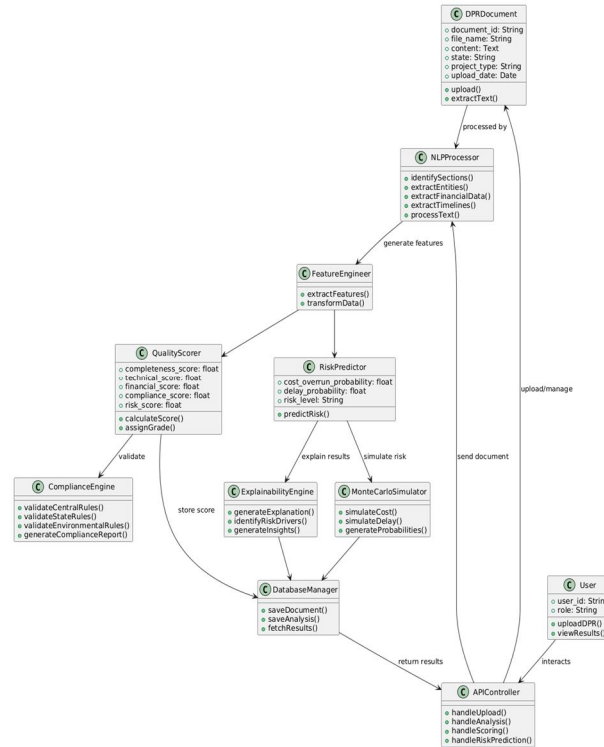 C DPRDocument
document_id: String
file_name: String
content: Text
state: String
project_type: String
upload_date: Date
upload()
extractText()
processed by
C NLPProcessor
identifySections()
extractEntities()
extractFinancialData()
extractTimelines()
processText()
generate features
C FeatureEngineer
extractFeatures()
transformData()
C QualityScorer
completeness_score: float
technical_score: float
financial_score: float
compliance_score: float
risk_score: float
calculateScore()
assignGrade()
C RiskPredictor
cost_overrun_probability: float
delay_probability: float
risk_level: String
predictRisk()
upload/manage
validate
explain results
simulate risk
send document
C ComplianceEngine
validateCentralRules()
validateStateRules()
validateEnvironmentalRules()
generateComplianceReport()
store score
C ExplainabilityEngine
generateExplanation()
identifyRiskDrivers()
generateInsights()
C MonteCarloSimulator
simulateCost()
simulateDelay()
generateProbabilities()
C DatabaseManager
saveDocument()
saveAnalysis()
fetchResults()
C User
user_id: Strin
role: String
uploadDPR()
viewResults()
return results
interacts
C APIController
handleUpload()
handleAnalysis()
handleScoring()
handleRiskPrediction()